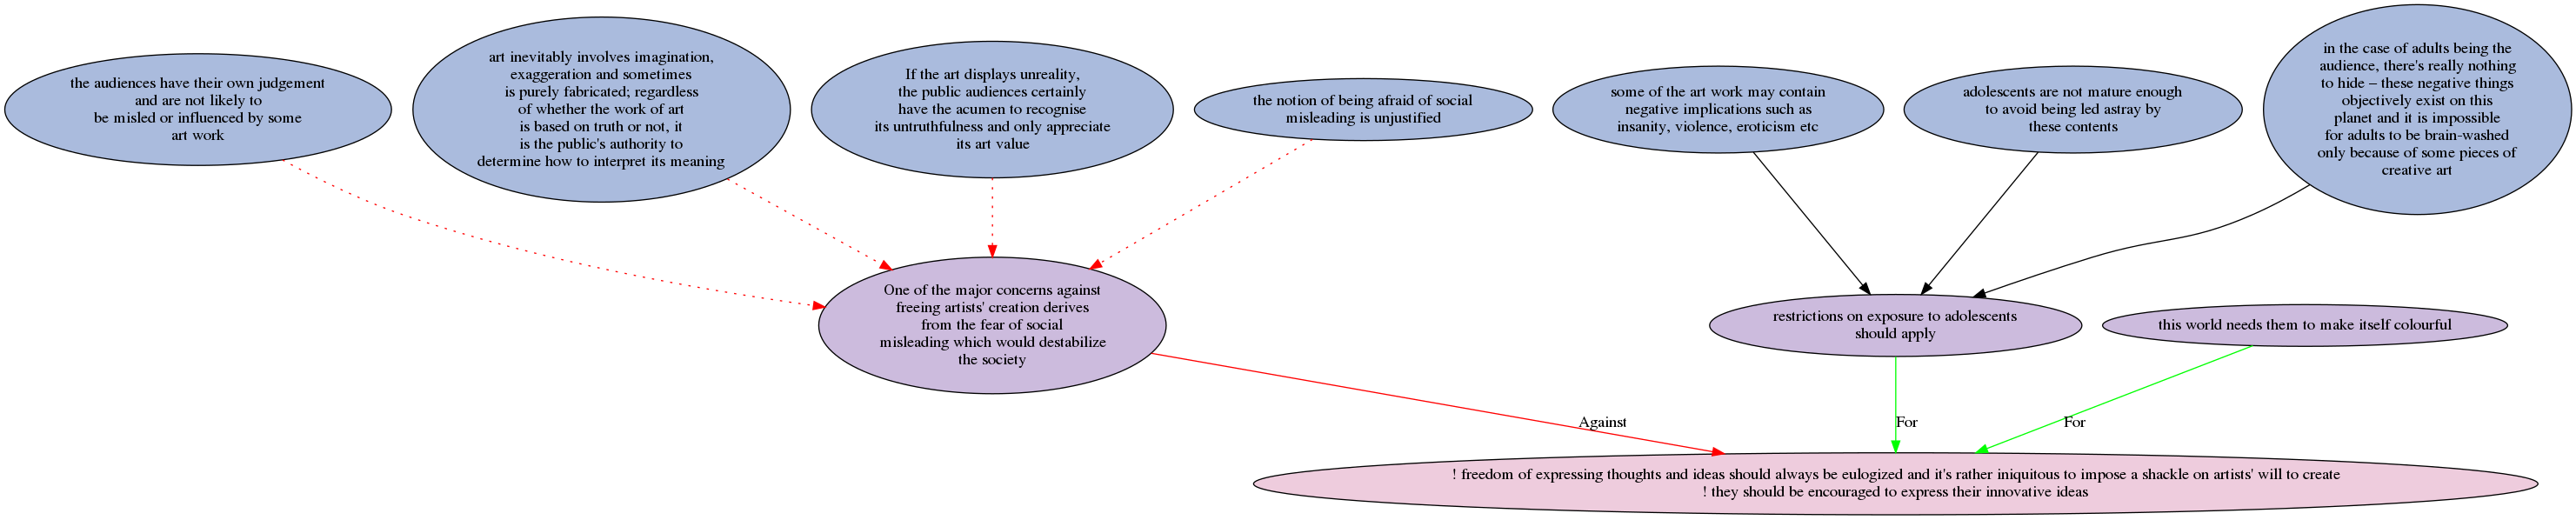 the audiences have their own judgement
and are not likely to
be misled or influenced by some
art work
art inevitably involves imagination,
exaggeration and sometimes
is purely fabricated; regardless
of whether the work of art
is based on truth or not, it
is the public's authority to
determine how to interpret its meaning
If the art displays unreality,
the public audiences certainly
have the acumen to recognise
its untruthfulness and only appreciate
its art value
the notion of being afraid of social
misleading is unjustified
some of the art work may contain
negative implications such as
insanity, violence, eroticism etc
adolescents are not mature enough
to avoid being led astray by
these contents
in the case of adults being the
audience, there's really nothing
to hide – these negative things
objectively exist on this
planet and it is impossible
for adults to be brain-washed
only because of some pieces of
creative art
One of the major concerns against
freeing artists' creation derives
from the fear of social
misleading which would destabilize
the society
restrictions on exposure to adolescents
should apply
this world needs them to make itself colourful
Against
For
For
! freedom of expressing thoughts and ideas should always be eulogized and it's rather iniquitous to impose a shackle on artists' will to create
! they should be encouraged to express their innovative ideas